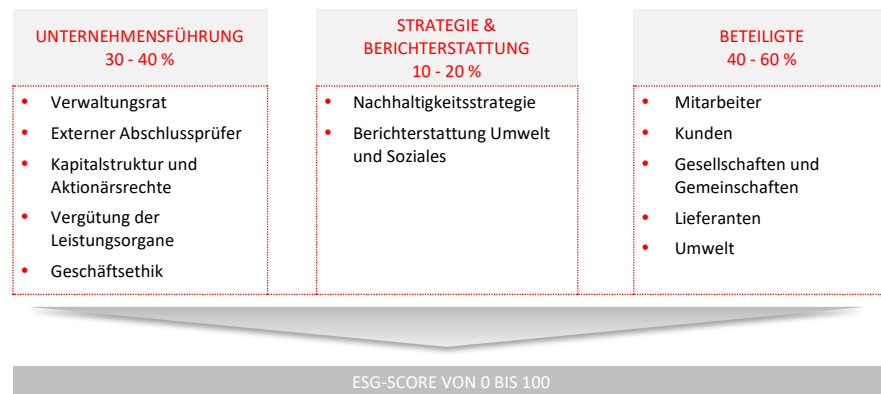 UNTERNEHMENSFÜHRUNG
30 - 40 %
• Verwaltungsrat
• Externer Abschlussprüfer
• Kapitalstruktur und
Aktionärsrechte
• Vergütung der
Leistungsorgane
• Geschäftsethik
STRATEGIE &
BERICHTERSTATTUNG
10 - 20 %
• Nachhaltigkeitsstrategie
• Berichterstattung Umwelt
und Soziales
BETEILIGTE
40 - 60 %
• Mitarbeiter
• Kunden
• Gesellschaften und
Gemeinschaften
• Lieferanten
• Umwelt
ESG-SCORE VON 0 BIS 100